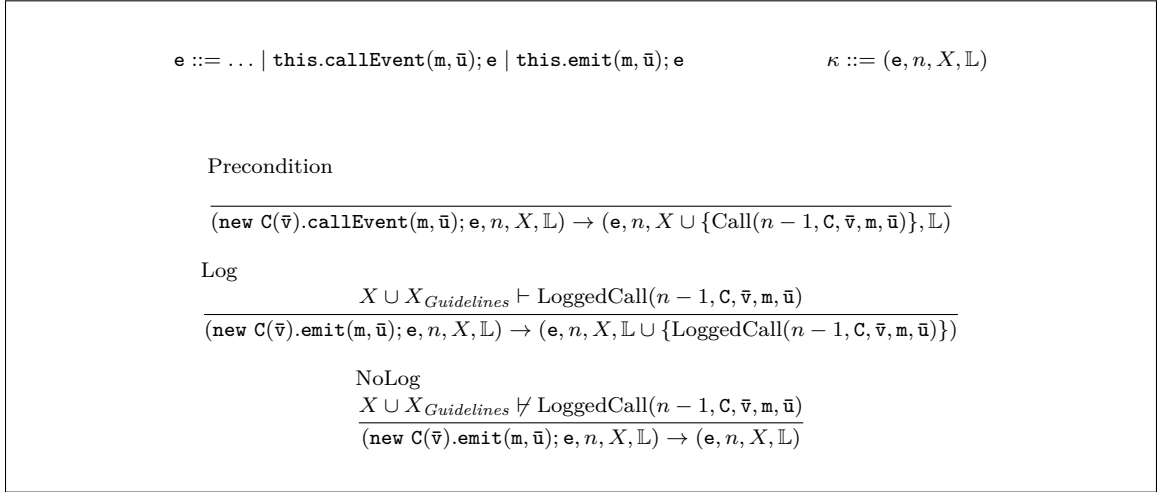 e ::= … | this.callEvent(m, ū); e | this.emit(m, ū); e κ ::= (e, n, X, 𝕃)
Precondition
(new C(v̄).callEvent(m, ū); e, n, X, 𝕃) → (e, n, X ∪ {Call(n − 1, C, v̄, m, ū)}, 𝕃)
Log
X ∪ X_Guidelines ⊢ LoggedCall(n − 1, C, v̄, m, ū)
(new C(v̄).emit(m, ū); e, n, X, 𝕃) → (e, n, X, 𝕃 ∪ {LoggedCall(n − 1, C, v̄, m, ū)})
NoLog
X ∪ X_Guidelines ⊬ LoggedCall(n − 1, C, v̄, m, ū)
(new C(v̄).emit(m, ū); e, n, X, 𝕃) → (e, n, X, 𝕃)